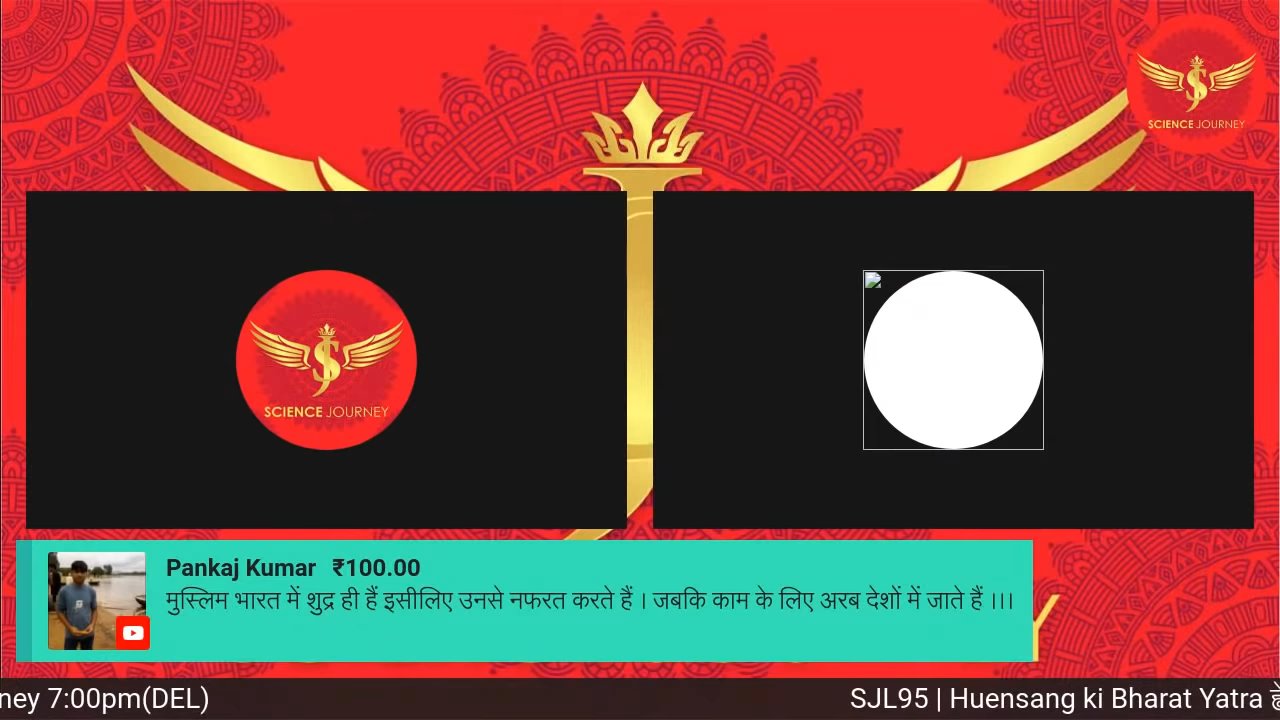 SCIENCE JOURNEY
SCIENCE JOURNEY
Pankaj Kumar ₹100.00
मुस्लिम भारत में शुद्र ही हैं इसीलिए उनसे नफरत करते हैं । जबकि काम के लिए अरब देशों में जाते हैं ।।।
ney 7:00pm(DEL)
SJL95 | Huensang ki Bharat Yatra